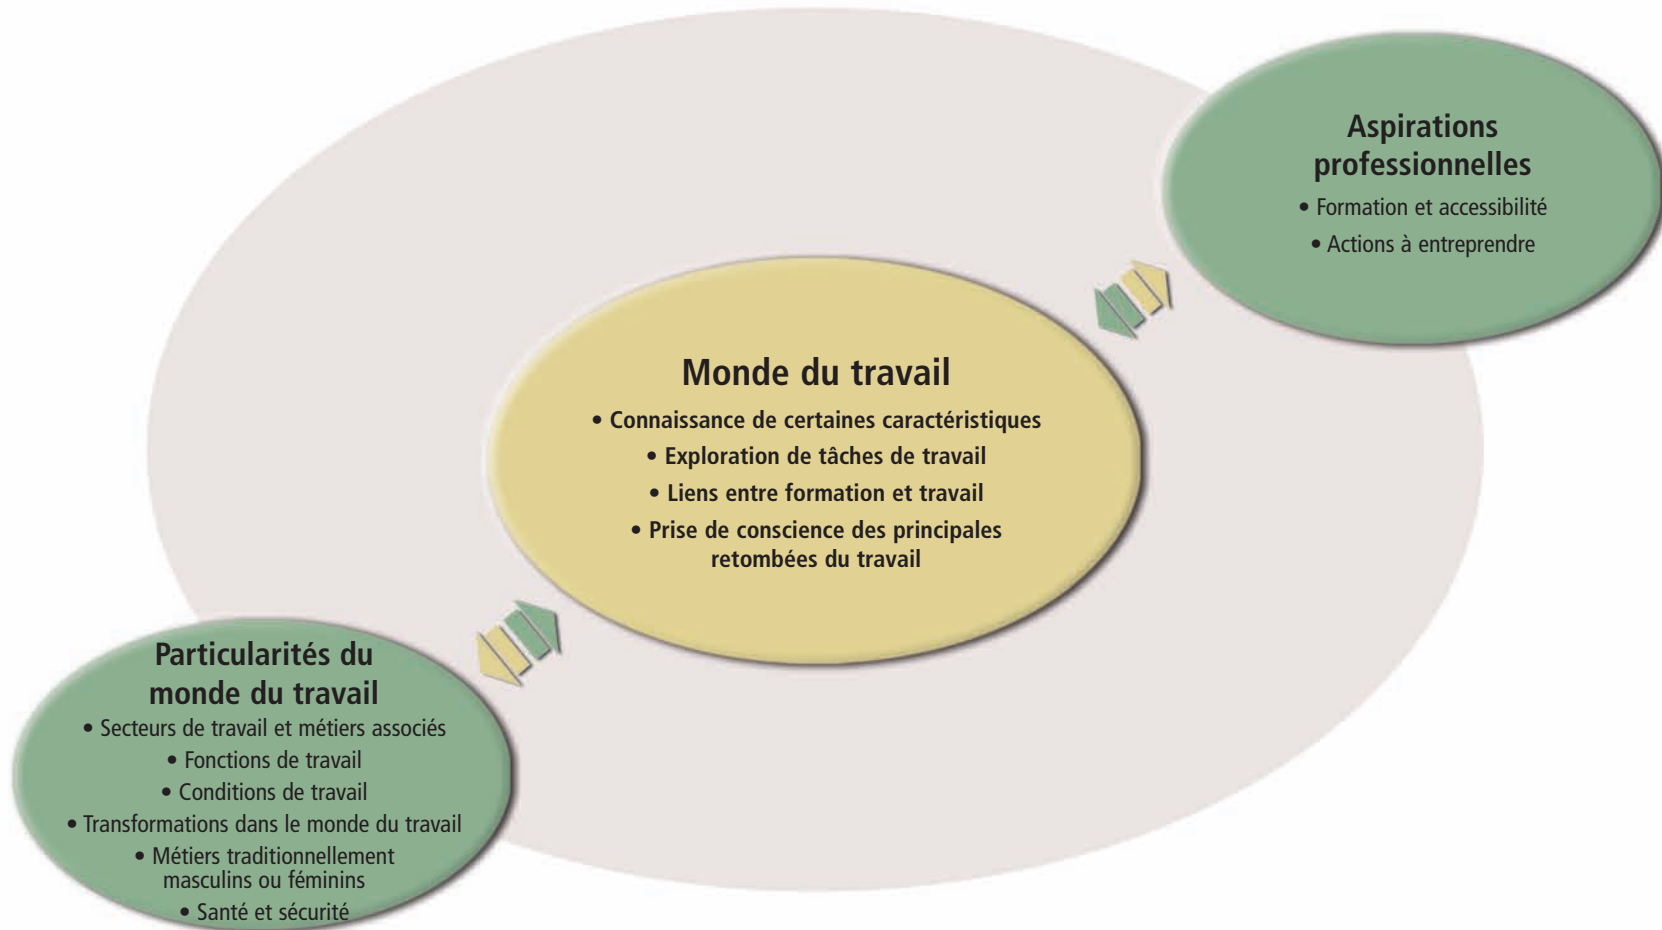 Aspirations
professionnelles
• Formation et accessibilité
• Actions à entreprendre
Monde du travail
• Connaissance de certaines caractéristiques
• Exploration de tâches de travail
• Liens entre formation et travail
• Prise de conscience des principales
retombées du travail
Particularités du
monde du travail
• Secteurs de travail et métiers associés
• Fonctions de travail
• Conditions de travail
• Transformations dans le monde du travail
• Métiers traditionnellement
masculins ou féminins
• Santé et sécurité